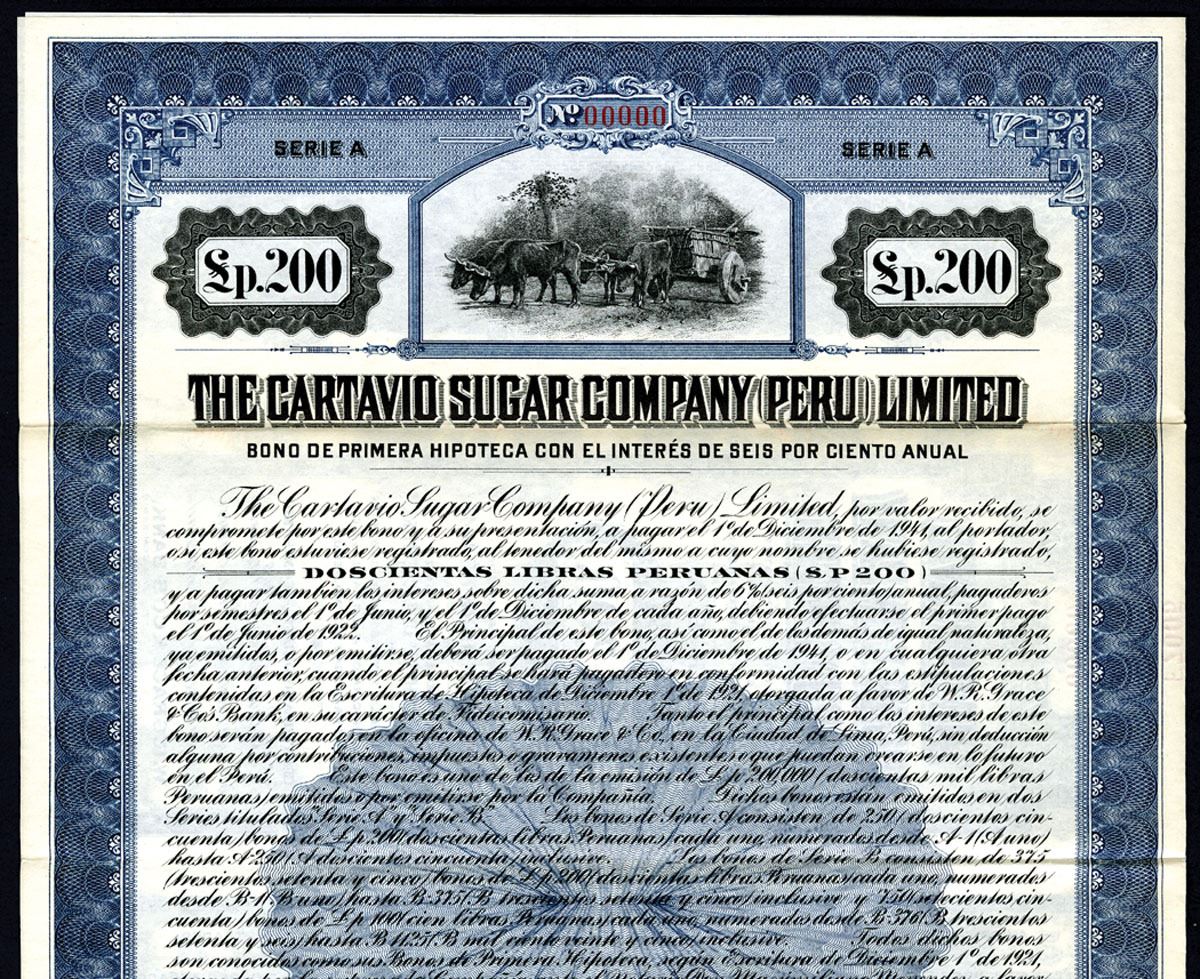 Nº 00000
SERIE A
SERIE A
£p.200
£p.200
THE CARTAVIO SUGAR COMPANY (PERU) LIMITED
BONO DE PRIMERA HIPOTECA CON EL INTERÉS DE SEIS POR CIENTO ANUAL
The Cartavio Sugar Company (Peru) Limited, por valor recibido, se
compromete por este bono y a su presentación, a pagar el 1º de Diciembre de 1941, al portador,
o si este bono estuviese registrado, al tenedor del mismo a cuyo nombre se hubiese registrado,
DOSCIENTAS LIBRAS PERUANAS (£.P 200)
y a pagar tambien los intereses sobre dicha suma a razón de 6% (seis por ciento) anual, pagaderos
por semestres el 1º de Junio, y el 1º de Diciembre de cada año, debiendo efectuarse el primer pago
el 1º de Junio de 1922. El Principal de este bono, así como el de los demás de igual naturaleza,
ya emitidos, o por emitirse, deberá ser pagado el 1º de Diciembre de 1941, o en cualquiera otra
fecha anterior, cuando el principal se hará pagadero en conformidad con las estipulaciones
contenidas en la Escritura de Hipoteca de Diciembre 1º de 1921 otorgada a favor de W. R. Grace
& Co's Bank, en su carácter de Fideicomisario. Tanto el principal como los intereses de este
bono serán pagados en la oficina de W. R. Grace & Co. en la Ciudad de Lima, Perú, sin deducción
alguna por contribuciones, impuestos o gravamenes existentes o que puedan crearse en lo futuro
en el Perú. Este bono es uno de los de la emisión de £.p 200,000 (doscientas mil libras
Peruanas) emitidos o por emitirse por la Compañía. Dichos bonos están emitidos en dos
Series titulados Serie "A" y Serie B. Los bonos de Serie A consisten de 250 (doscientos cin-
cuenta) bonos de £.p 200 (doscientas libras Peruanas) cada uno, numerados desde A-1 (A uno)
hasta A-250 (A doscientos cincuenta) inclusive. Los bonos de Serie B consisten de 375
(trescientos setenta y cinco) bonos de £.p 200 (doscientas libras Peruanas) cada uno, numerados
desde B-1 (B uno) hasta B-375 (B trescientos setenta y cinco) inclusive y 750 (setecientos cin-
cuenta) bonos de £.p 100 (cien libras Peruanas) cada uno, numerados desde B-376 (B trescientos
setenta y seis) hasta B 1125 (B mil ciento veinte y cinco) inclusive. Todos dichos bonos
son conocidos como sus Bonos de Primera Hipoteca, según Escritura de Diciembre 1º de 1921,